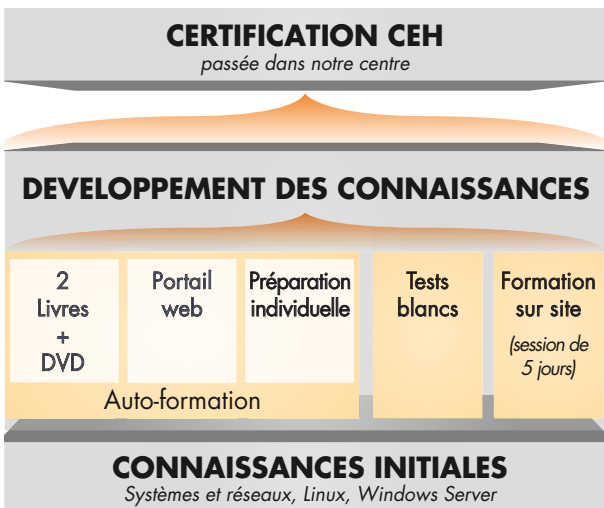 CERTIFICATION CEH
passée dans notre centre
DEVELOPPEMENT DES CONNAISSANCES
2
Livres
+
DVD
Portail
web
Préparation
individuelle
Auto-formation
Tests
blancs
Formation
sur site
(session de
5 jours)
CONNAISSANCES INITIALES
Systèmes et réseaux, Linux, Windows Server